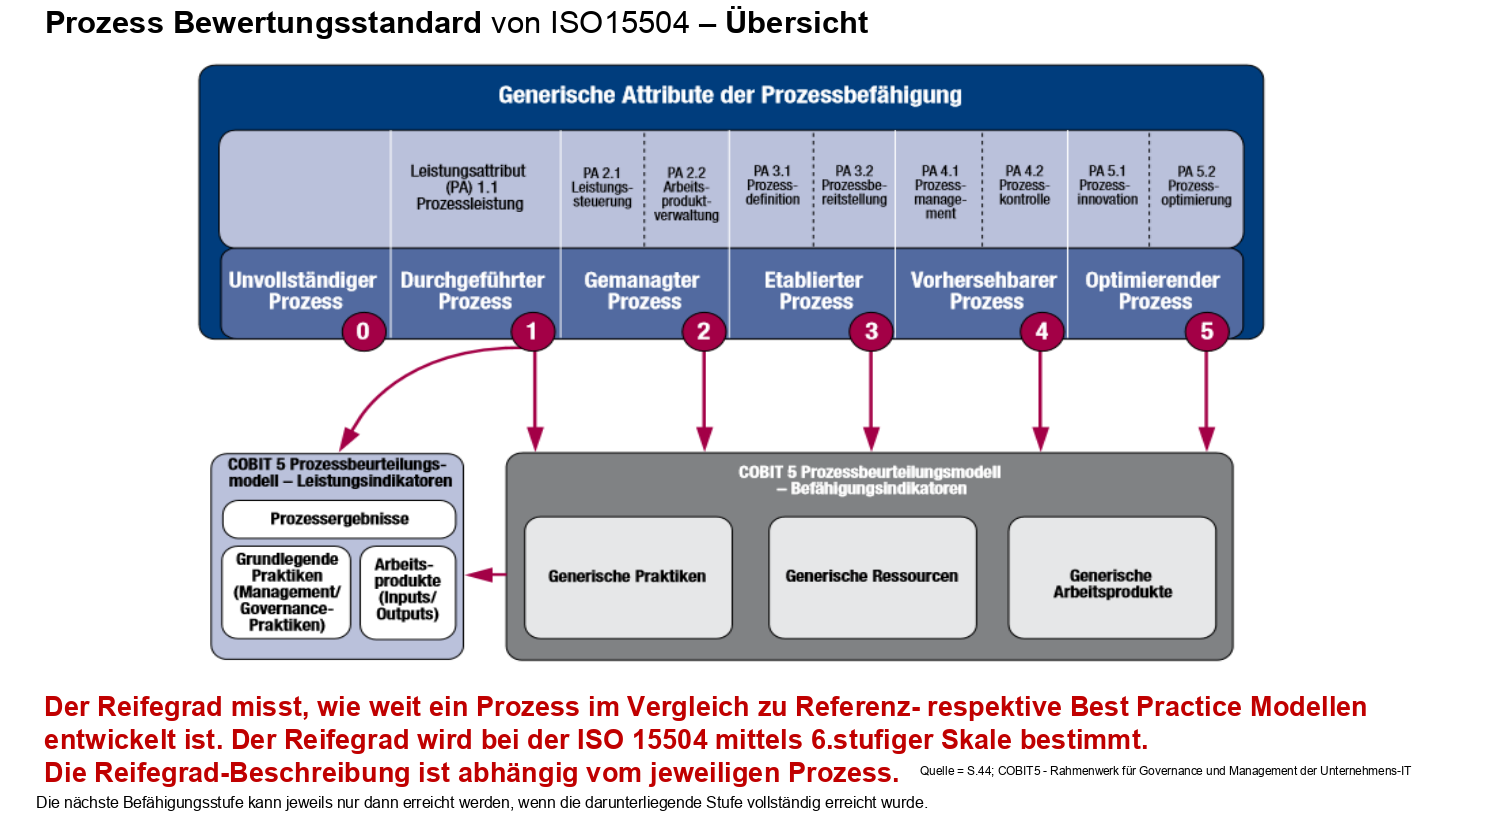 Prozess Bewertungsstandard von ISO15504 – Übersicht
Generische Attribute der Prozessbefähigung
Leistungsattribut
(PA) 1.1
Prozessleistung
PA 2.1
Leistungs-
steuerung
PA 2.2
Arbeits-
produkt-
verwaltung
PA 3.1
Prozess-
definition
PA 3.2
Prozessbe-
reitstellung
PA 4.1
Prozess-
manage-
ment
PA 4.2
Prozess-
kontrolle
PA 5.1
Prozess-
innovation
PA 5.2
Prozess-
optimierung
Unvollständiger
Prozess
0
Durchgeführter
Prozess
1
Gemanagter
Prozess
2
Etablierter
Prozess
3
Vorhersehbarer
Prozess
4
Optimierender
Prozess
5
COBIT 5 Prozessbeurteilungs-
modell – Leistungsindikatoren
Prozessergebnisse
Grundlegende
Praktiken
(Management/
Governance-
Praktiken)
Arbeits-
produkte
(Inputs/
Outputs)
COBIT 5 Prozessbeurteilungsmodell
– Befähigungsindikatoren
Generische Praktiken
Generische Ressourcen
Generische
Arbeitsprodukte
Der Reifegrad misst, wie weit ein Prozess im Vergleich zu Referenz- respektive Best Practice Modellen
entwickelt ist. Der Reifegrad wird bei der ISO 15504 mittels 6.stufiger Skale bestimmt.
Die Reifegrad-Beschreibung ist abhängig vom jeweiligen Prozess.
Quelle = S.44; COBIT5 - Rahmenwerk für Governance und Management der Unternehmens-IT
Die nächste Befähigungsstufe kann jeweils nur dann erreicht werden, wenn die darunterliegende Stufe vollständig erreicht wurde.